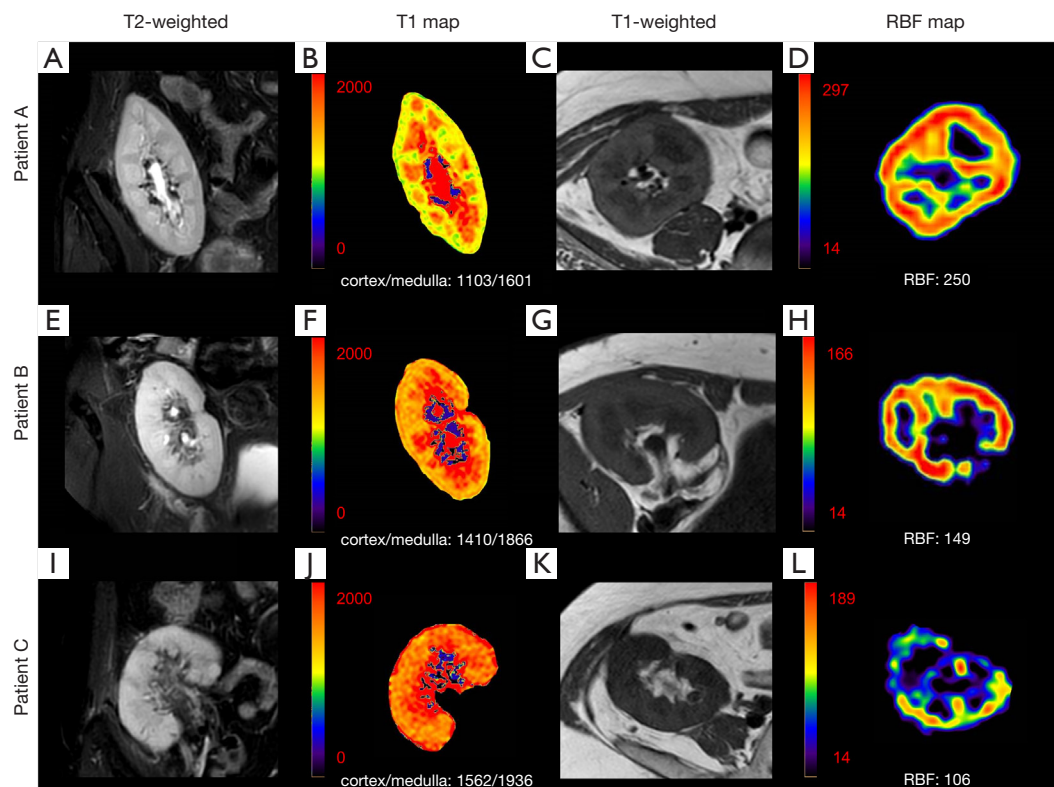 T2-weighted
T1 map
T1-weighted
RBF map
Patient A
A
B
2000
0
cortex/medulla: 1103/1601
C
D
297
14
RBF: 250
Patient B
E
F
2000
0
cortex/medulla: 1410/1866
G
H
166
14
RBF: 149
Patient C
I
J
2000
0
cortex/medulla: 1562/1936
K
L
189
14
RBF: 106